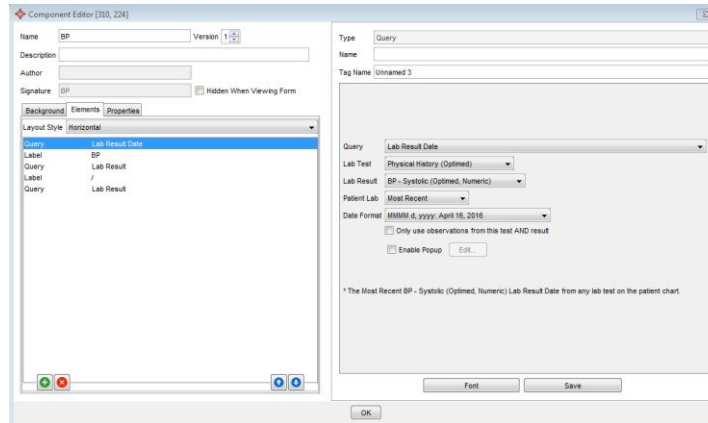 Component Editor [310, 224]
Name BP Version 1
Description
Author
Signature BP Hidden When Viewing Form
Background Elements Properties
Layout Style Horizontal
Query Lab Result Date
Label BP
Query Lab Result
Label /
Query Lab Result
Type Query
Name
Tag Name Unnamed 3
Query Lab Result Date
Lab Test Physical History (Optimed)
Lab Result BP - Systolic (Optimed, Numeric)
Patient Lab Most Recent
Date Format MMMM d, yyyy: April 16, 2016
Only use observations from this test AND result
Enable Popup Edit...
* The Most Recent BP - Systolic (Optimed, Numeric) Lab Result Date from any lab test on the patient chart.
Font Save
OK